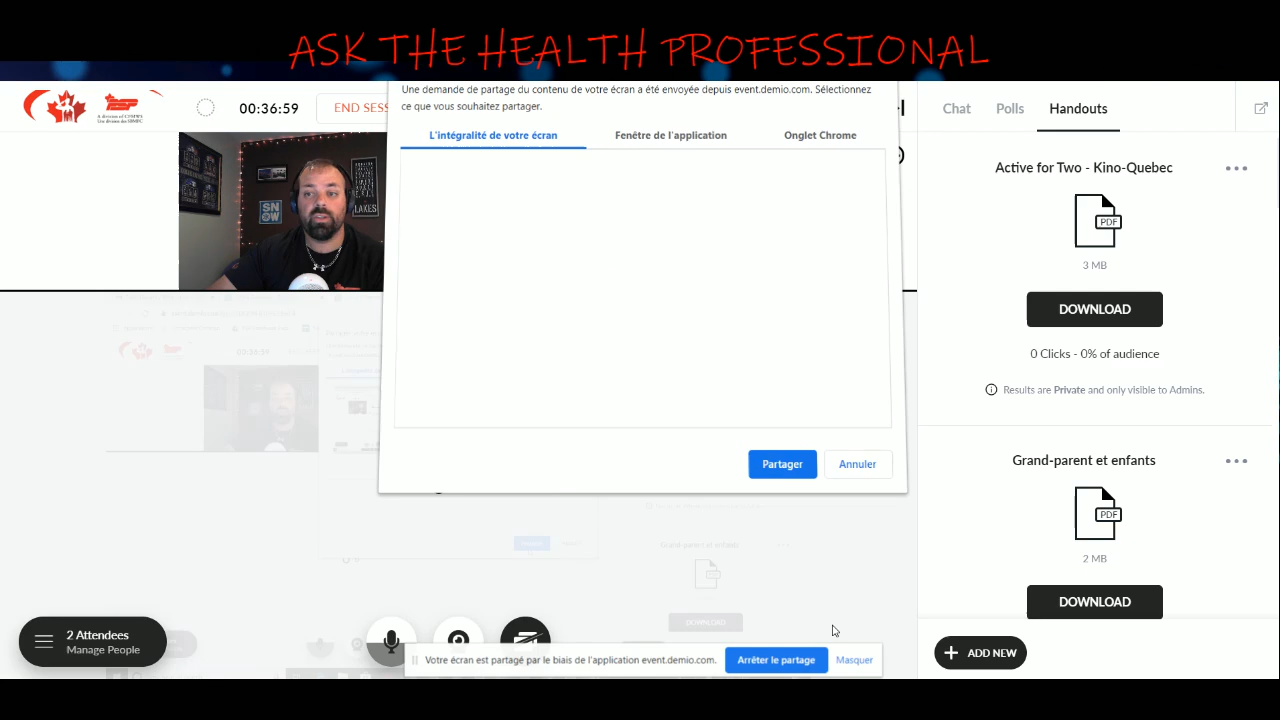 ASK THE HEALTH PROFESSIONAL
00:36:59
END SESS
Une demande de partage du contenu de votre écran a été envoyée depuis event.demio.com. Sélectionnez
ce que vous souhaitez partager.
L'intégralité de votre écran
Fenêtre de l'application
Onglet Chrome
Partager
Annuler
Chat
Polls
Handouts
Active for Two - Kino-Quebec
PDF
3 MB
DOWNLOAD
0 Clicks - 0% of audience
Results are Private and only visible to Admins.
Grand-parent et enfants
PDF
2 MB
DOWNLOAD
ADD NEW
SNOW
LAKES
2 Attendees
Manage People
Votre écran est partagé par le biais de l'application event.demio.com.
Arrêter le partage
Masquer